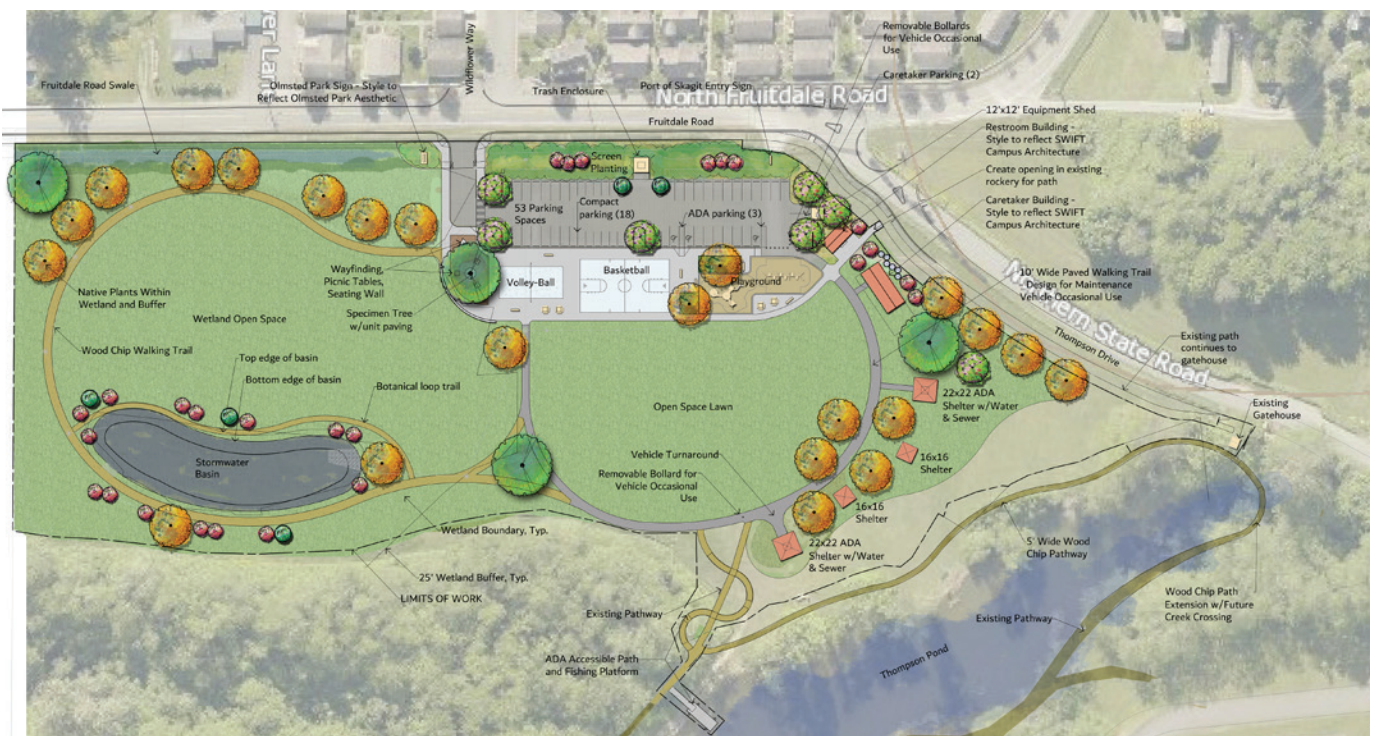 Removable Bollards
for Vehicle Occasional
Use
Wildflower Way
Caretaker Parking (2)
Fruitdale Road Swale
Olmsted Park Sign - Style to
Reflect Olmsted Park Aesthetic
Trash Enclosure
Port of Skagit Entry Sign
North Fruitdale Road
Fruitdale Road
12'x12' Equipment Shed
Restroom Building -
Style to reflect SWIFT
Campus Architecture
Create opening in existing
rockery for path
Caretaker Building -
Style to reflect SWIFT
Campus Architecture
Screen
Planting
53 Parking
Spaces
Compact
parking (18)
ADA parking (3)
Wayfinding,
Picnic Tables,
Seating Wall
Volley-Ball
Basketball
Playground
10' Wide Paved Walking Trail
Design for Maintenance
Vehicle Occasional Use
Native Plants Within
Wetland and Buffer
Wetland Open Space
Specimen Tree
w/unit paving
Northern State Road
Thompson Drive
Existing path
continues to
gatehouse
Wood Chip Walking Trail
Top edge of basin
Bottom edge of basin
Botanical loop trail
Open Space Lawn
22x22 ADA
Shelter w/Water
& Sewer
Existing
Gatehouse
Stormwater
Basin
Vehicle Turnaround
Removable Bollard for
Vehicle Occasional
Use
16x16
Shelter
16x16
Shelter
Wetland Boundary, Typ.
22x22 ADA
Shelter w/Water
& Sewer
5' Wide Wood
Chip Pathway
25' Wetland Buffer, Typ.
LIMITS OF WORK
Existing Pathway
Existing Pathway
Wood Chip Path
Extension w/Future
Creek Crossing
ADA Accessible Path
and Fishing Platform
Thompson Pond